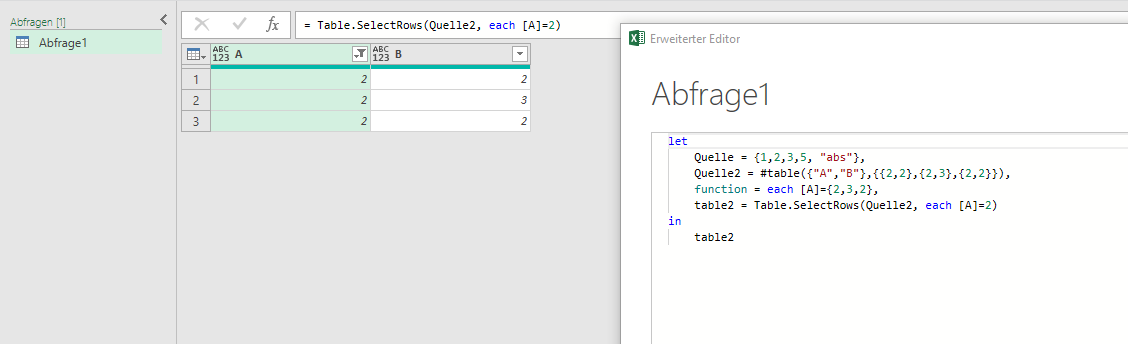 Abfragen [1]
Abfrage1
fx
= Table.SelectRows(Quelle2, each [A]=2)
ABC 123 A
ABC 123 B
1 2 2
2 2 3
3 2 2
Erweiterter Editor
Abfrage1
let
Quelle = {1,2,3,5, "abs"},
Quelle2 = #table({"A","B"},{{2,2},{2,3},{2,2}}),
function = each [A]={2,3,2},
table2 = Table.SelectRows(Quelle2, each [A]=2)
in
table2